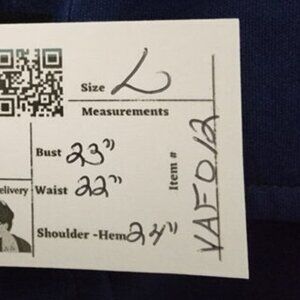 Size L
Measurements
Bust 23"
Waist 22"
Shoulder -Hem 24"
elivery
Item # VAF012